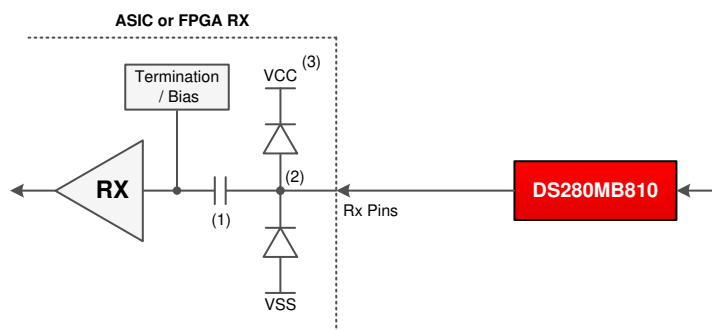 ASIC or FPGA RX
Termination
/ Bias
VCC
(3)
RX
(1)
(2)
Rx Pins
DS280MB810
VSS